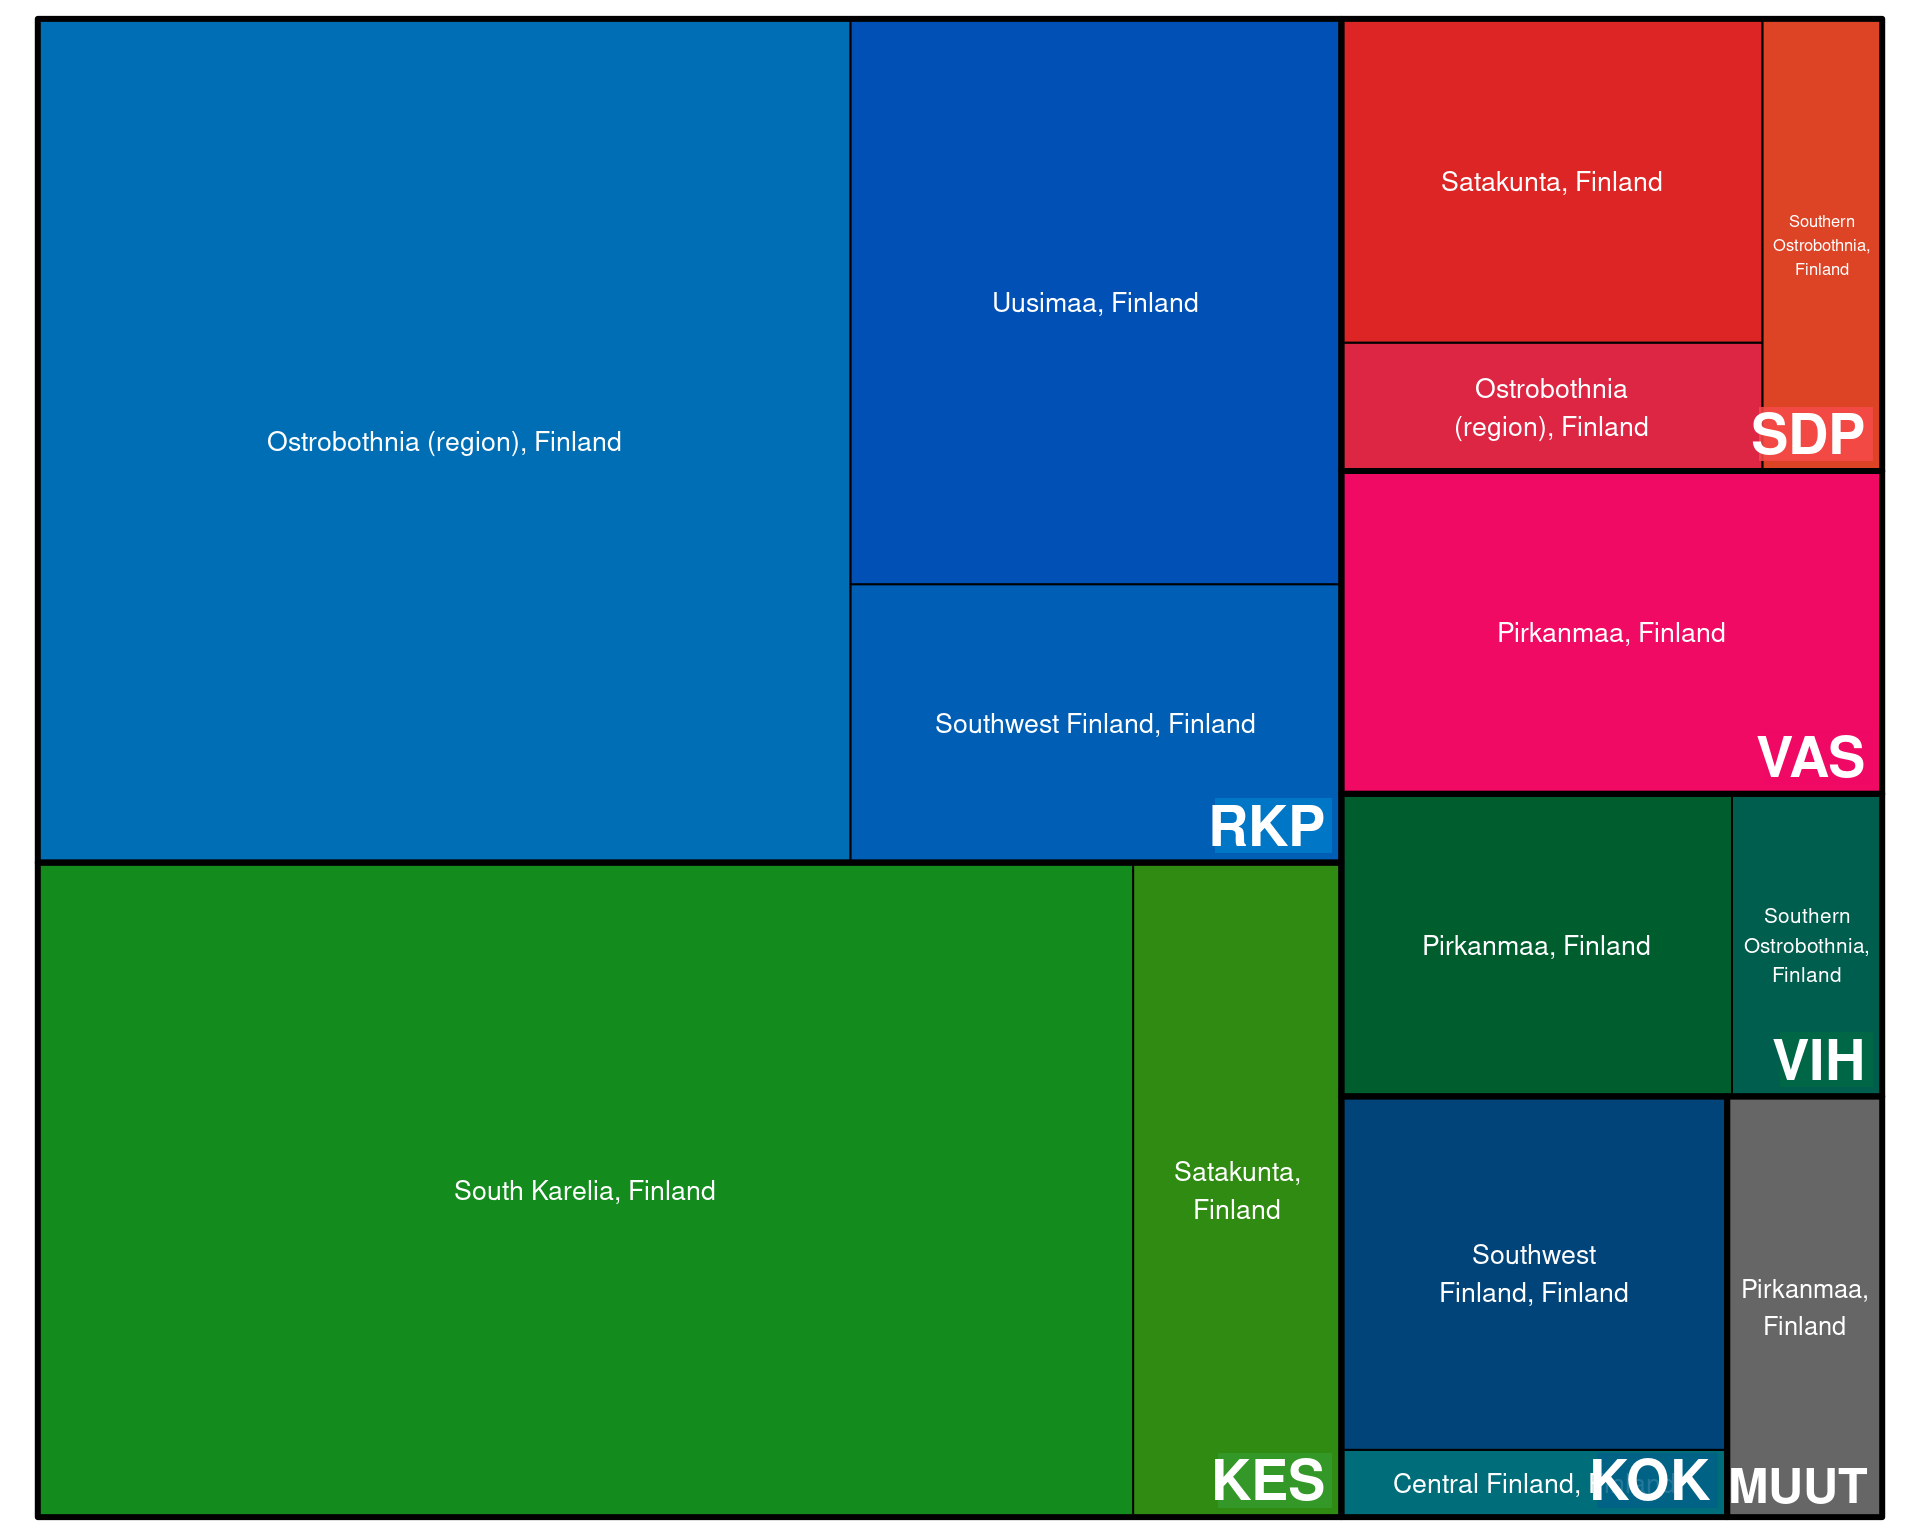 Ostrobothnia (region), Finland
Uusimaa, Finland
Southwest Finland, Finland
RKP
South Karelia, Finland
Satakunta,
Finland
KES
Satakunta, Finland
Ostrobothnia
(region), Finland
Southern
Ostrobothnia,
Finland
SDP
Pirkanmaa, Finland
VAS
Pirkanmaa, Finland
Southern
Ostrobothnia,
Finland
VIH
Southwest
Finland, Finland
Central Finland, Finland
KOK
Pirkanmaa,
Finland
MUUT